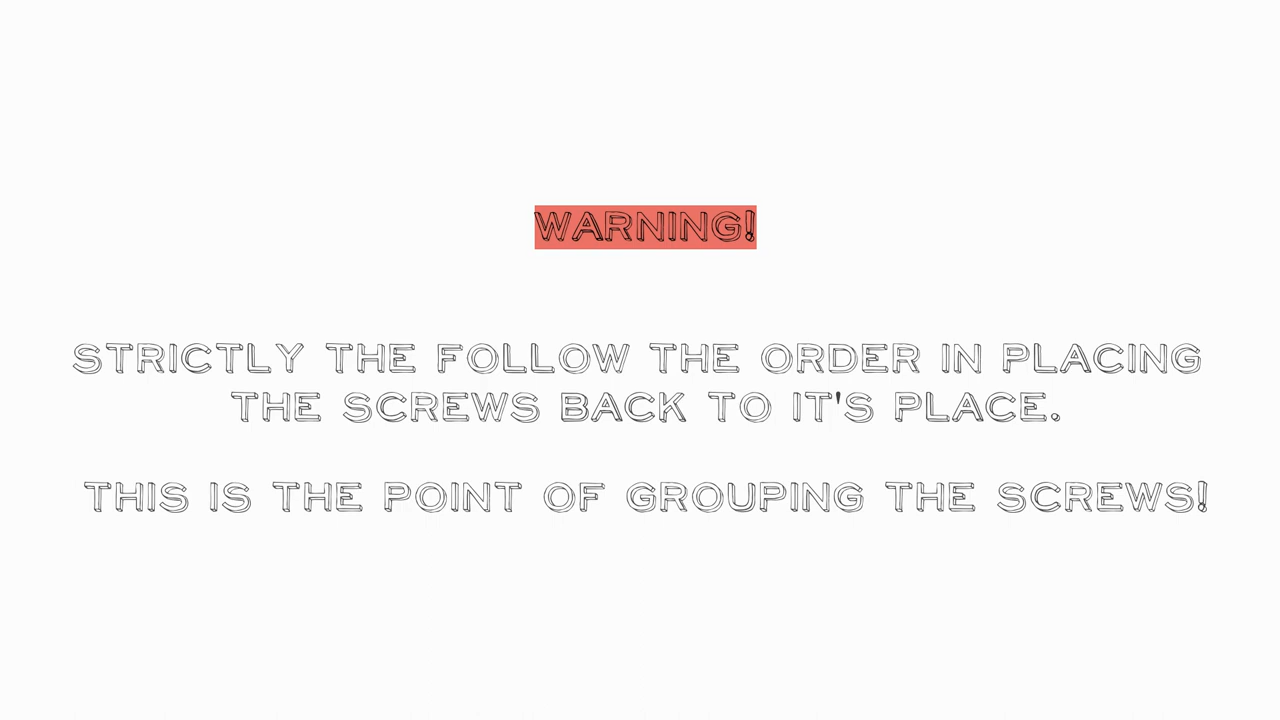 WARNING!
STRICTLY THE FOLLOW THE ORDER IN PLACING
THE SCREWS BACK TO IT'S PLACE.
THIS IS THE POINT OF GROUPING THE SCREWS!